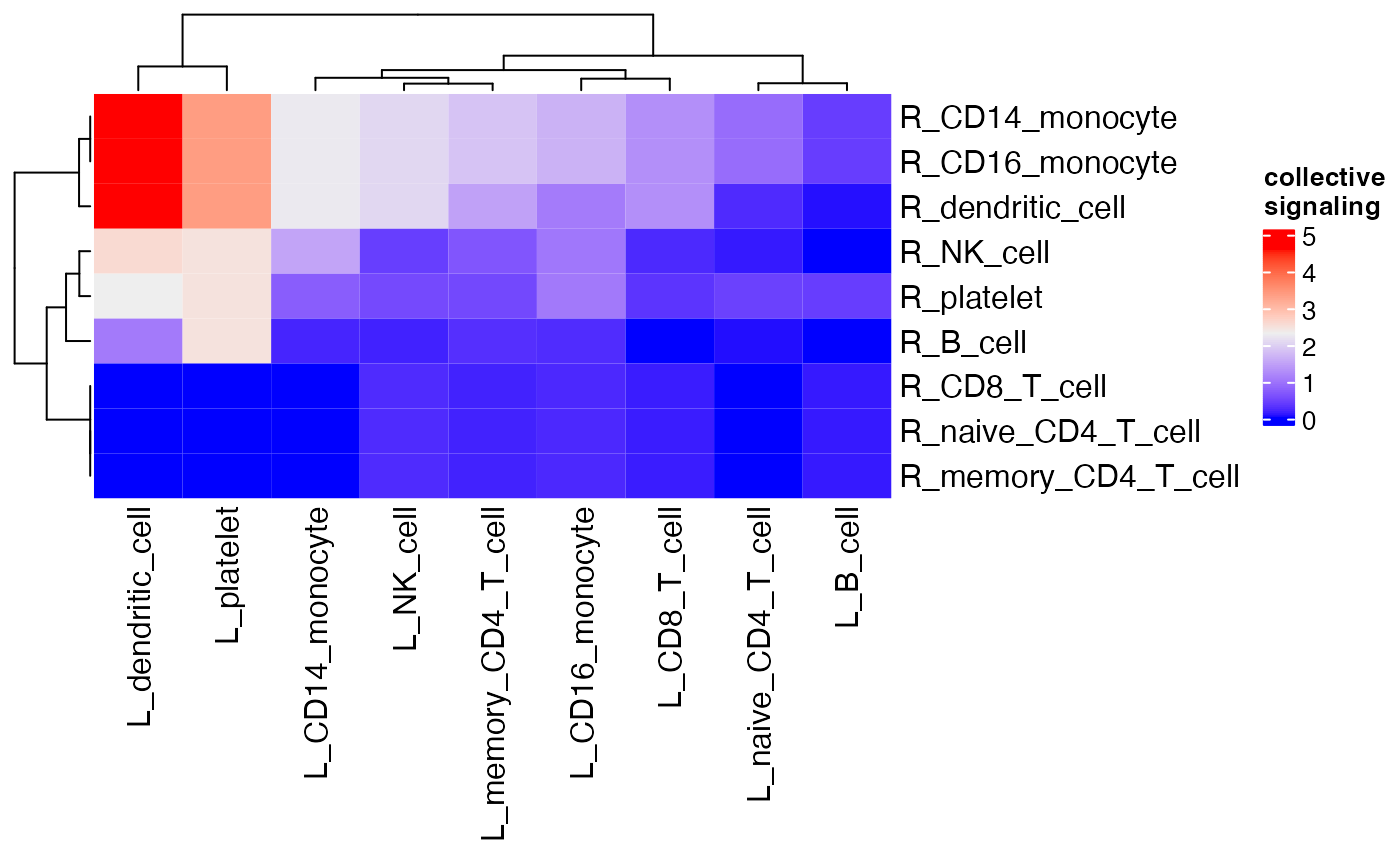 R_CD14_monocyte
R_CD16_monocyte
R_dendritic_cell
R_NK_cell
R_platelet
R_B_cell
R_CD8_T_cell
R_naive_CD4_T_cell
R_memory_CD4_T_cell
collective
signaling
5
4
3
2
1
0
L_dendritic_cell
L_platelet
L_CD14_monocyte
L_NK_cell
L_memory_CD4_T_cell
L_CD16_monocyte
L_CD8_T_cell
L_naive_CD4_T_cell
L_B_cell